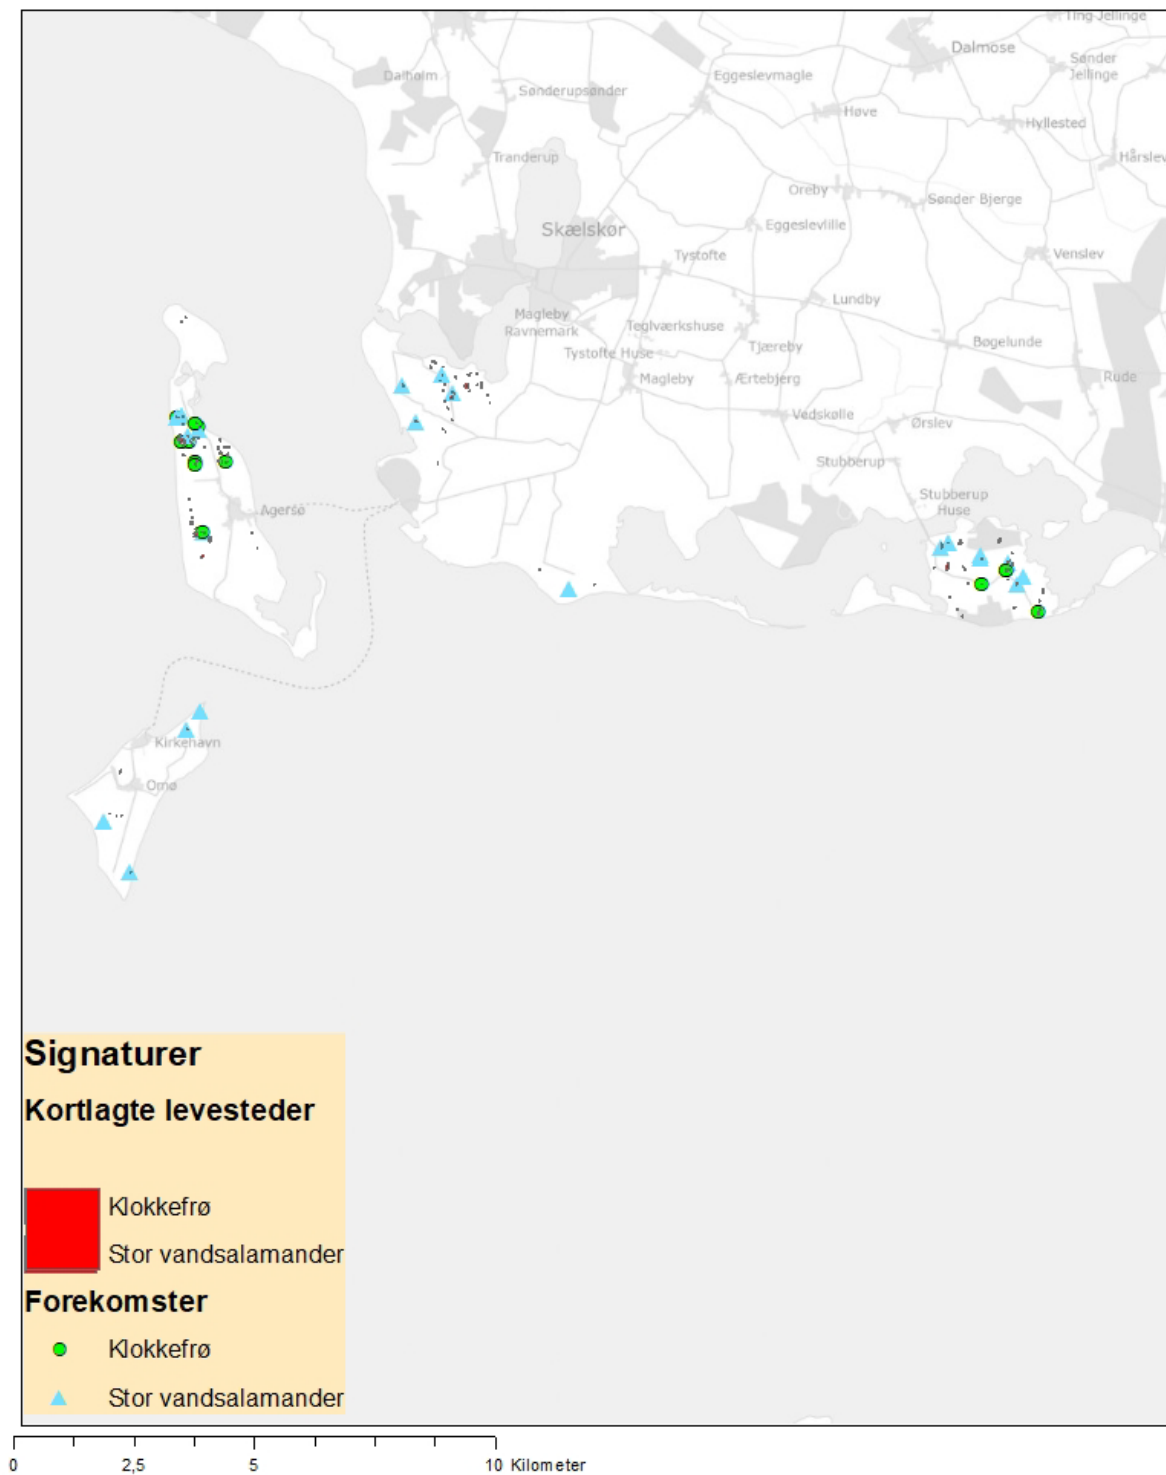 Ting Jellinge
Dalmose
Sønder
Jellinge
Dalholm
Eggeslevmagle
Sønderupsønder
Høve
Hyllested
Tranderup
Hårslev
Oreby
Sønder Bjerge
Skælskør
Eggeslevlille
Tystofte
Venslev
Lundby
Magleby
Ravnemark
Teglværkshuse
Tjæreby
Bøgelunde
Tystofte Huse
Magleby
Ærtebjerg
Rude
Vedskølle
Ørslev
Stubberup
Stubberup
Huse
Agersø
Kirkehavn
Omø
Signaturer
Kortlagte levesteder
Klokkefrø
Stor vandsalamander
Forekomster
Klokkefrø
Stor vandsalamander
0 2,5 5 10 Kilometer